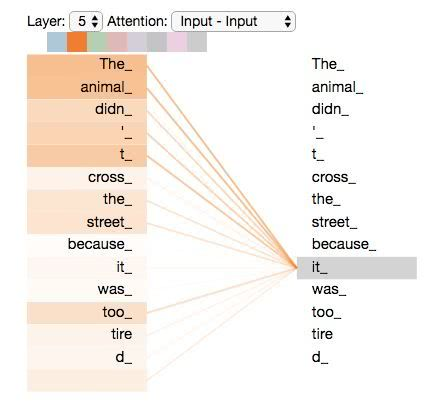 Layer: 5 Attention: Input - Input
The_ The_
animal_ animal_
didn_ didn_
'_ '_
t_ t_
cross_ cross_
the_ the_
street_ street_
because_ because_
it_ it_
was_ was_
too_ too_
tire tire
d_ d_